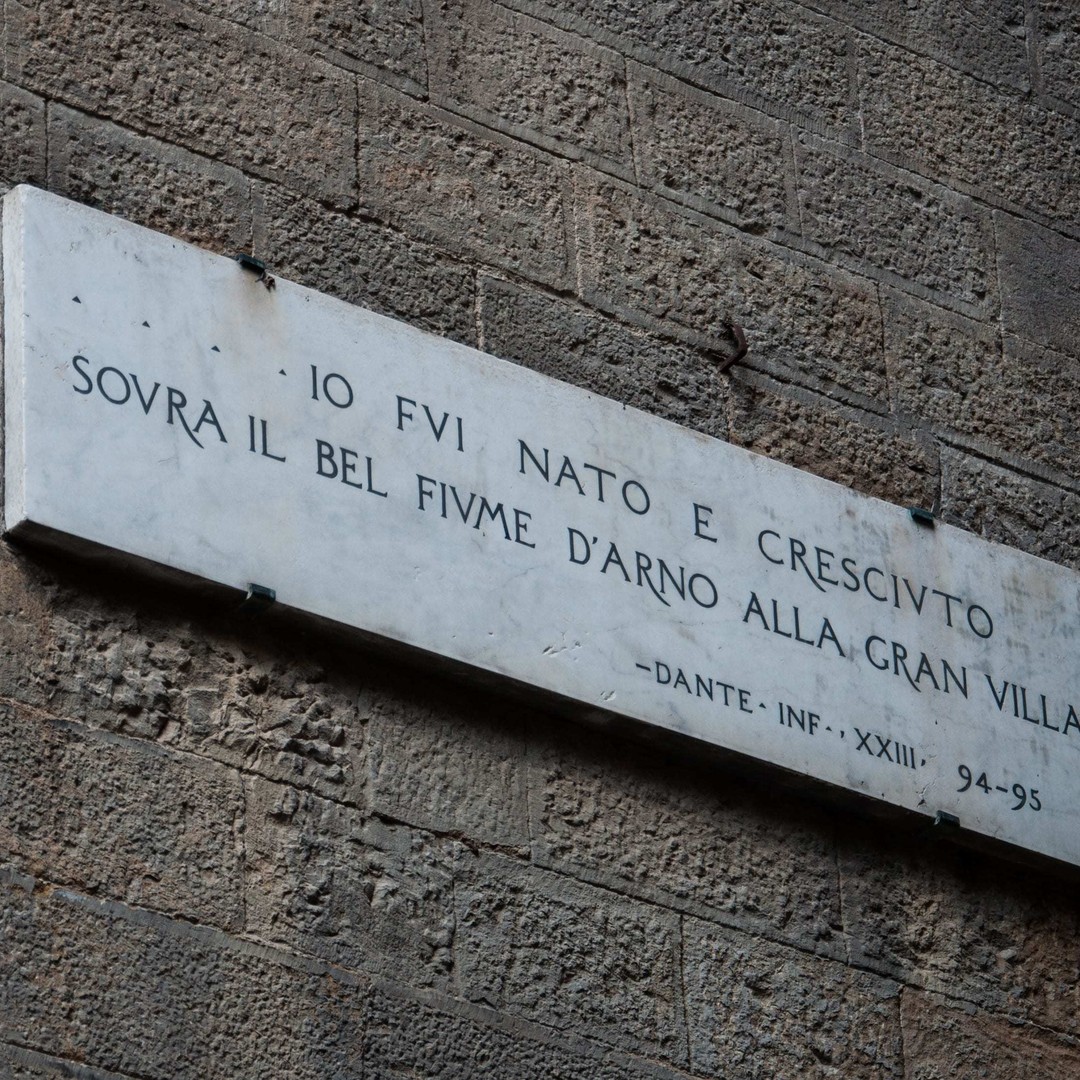 .... IO FVI NATO E CRESCIVTO
SOVRA IL BEL FIVME D'ARNO ALLA GRAN VILLA
-DANTE· INF·, XXIII, 94-95